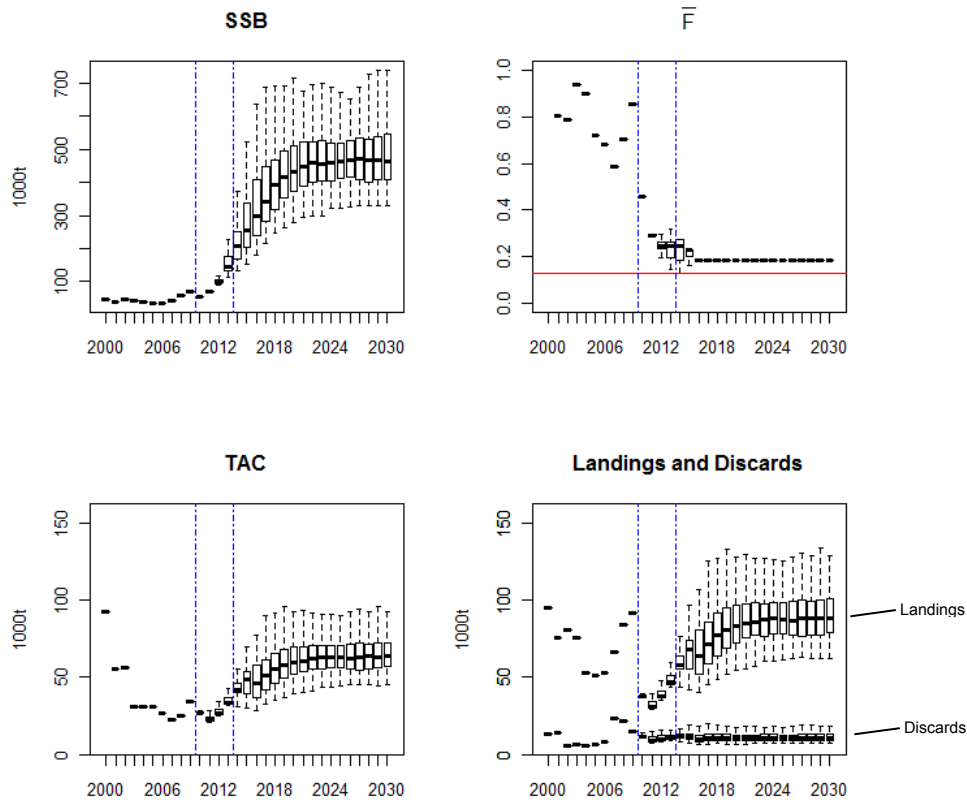 SSB
1000t
100 300 500 700
2000 2006 2012 2018 2024 2030
F
0.0 0.2 0.4 0.6 0.8 1.0
2000 2006 2012 2018 2024 2030
TAC
1000t
0 50 100 150
2000 2006 2012 2018 2024 2030
Landings and Discards
1000t
0 50 100 150
2000 2006 2012 2018 2024 2030
Landings
Discards